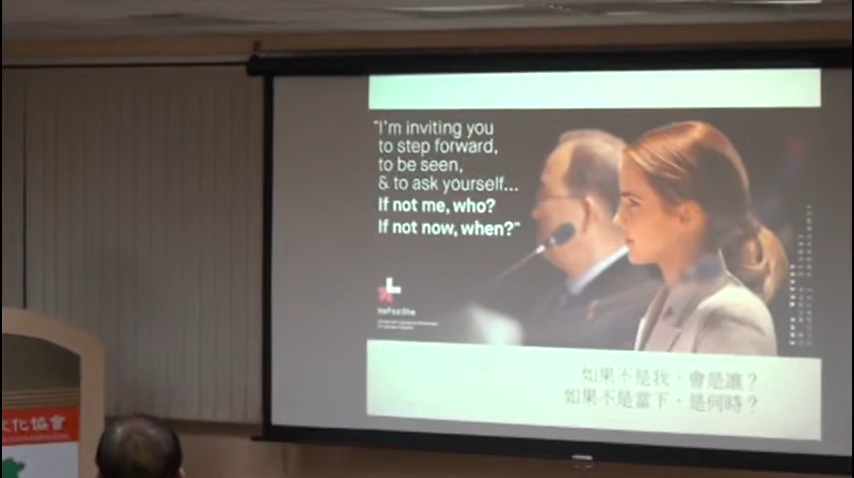 "I'm inviting you
to step forward,
to be seen,
& to ask yourself...
If not me, who?
If not now, when?"
HeForShe
如果不是我，會是誰？
如果不是當下，是何時？
文化協會